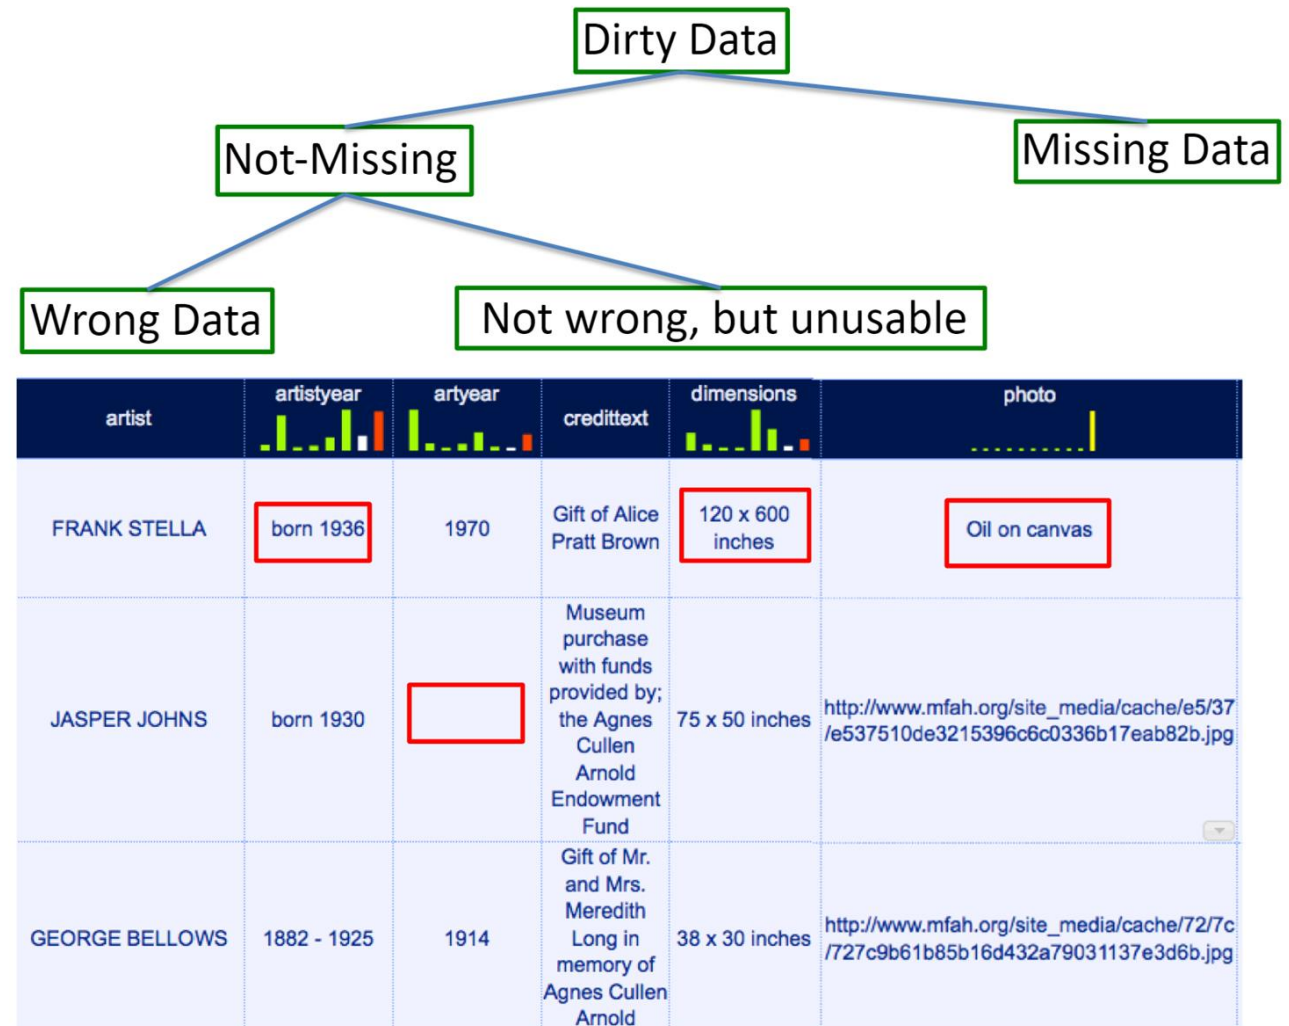 Dirty Data
Not-Missing
Missing Data
Wrong Data
Not wrong, but unusable
artist
artistyear
artyear
credittext
dimensions
photo
FRANK STELLA
born 1936
1970
Gift of Alice
Pratt Brown
120 x 600
inches
Oil on canvas
JASPER JOHNS
born 1930
Museum
purchase
with funds
provided by;
the Agnes
Cullen
Arnold
Endowment
Fund
75 x 50 inches
http://www.mfah.org/site_media/cache/e5/37
/e537510de3215396c6c0336b17eab82b.jpg
GEORGE BELLOWS
1882 - 1925
1914
Gift of Mr.
and Mrs.
Meredith
Long in
memory of
Agnes Cullen
Arnold
38 x 30 inches
http://www.mfah.org/site_media/cache/72/7c
/727c9b61b85b16d432a79031137e3d6b.jpg